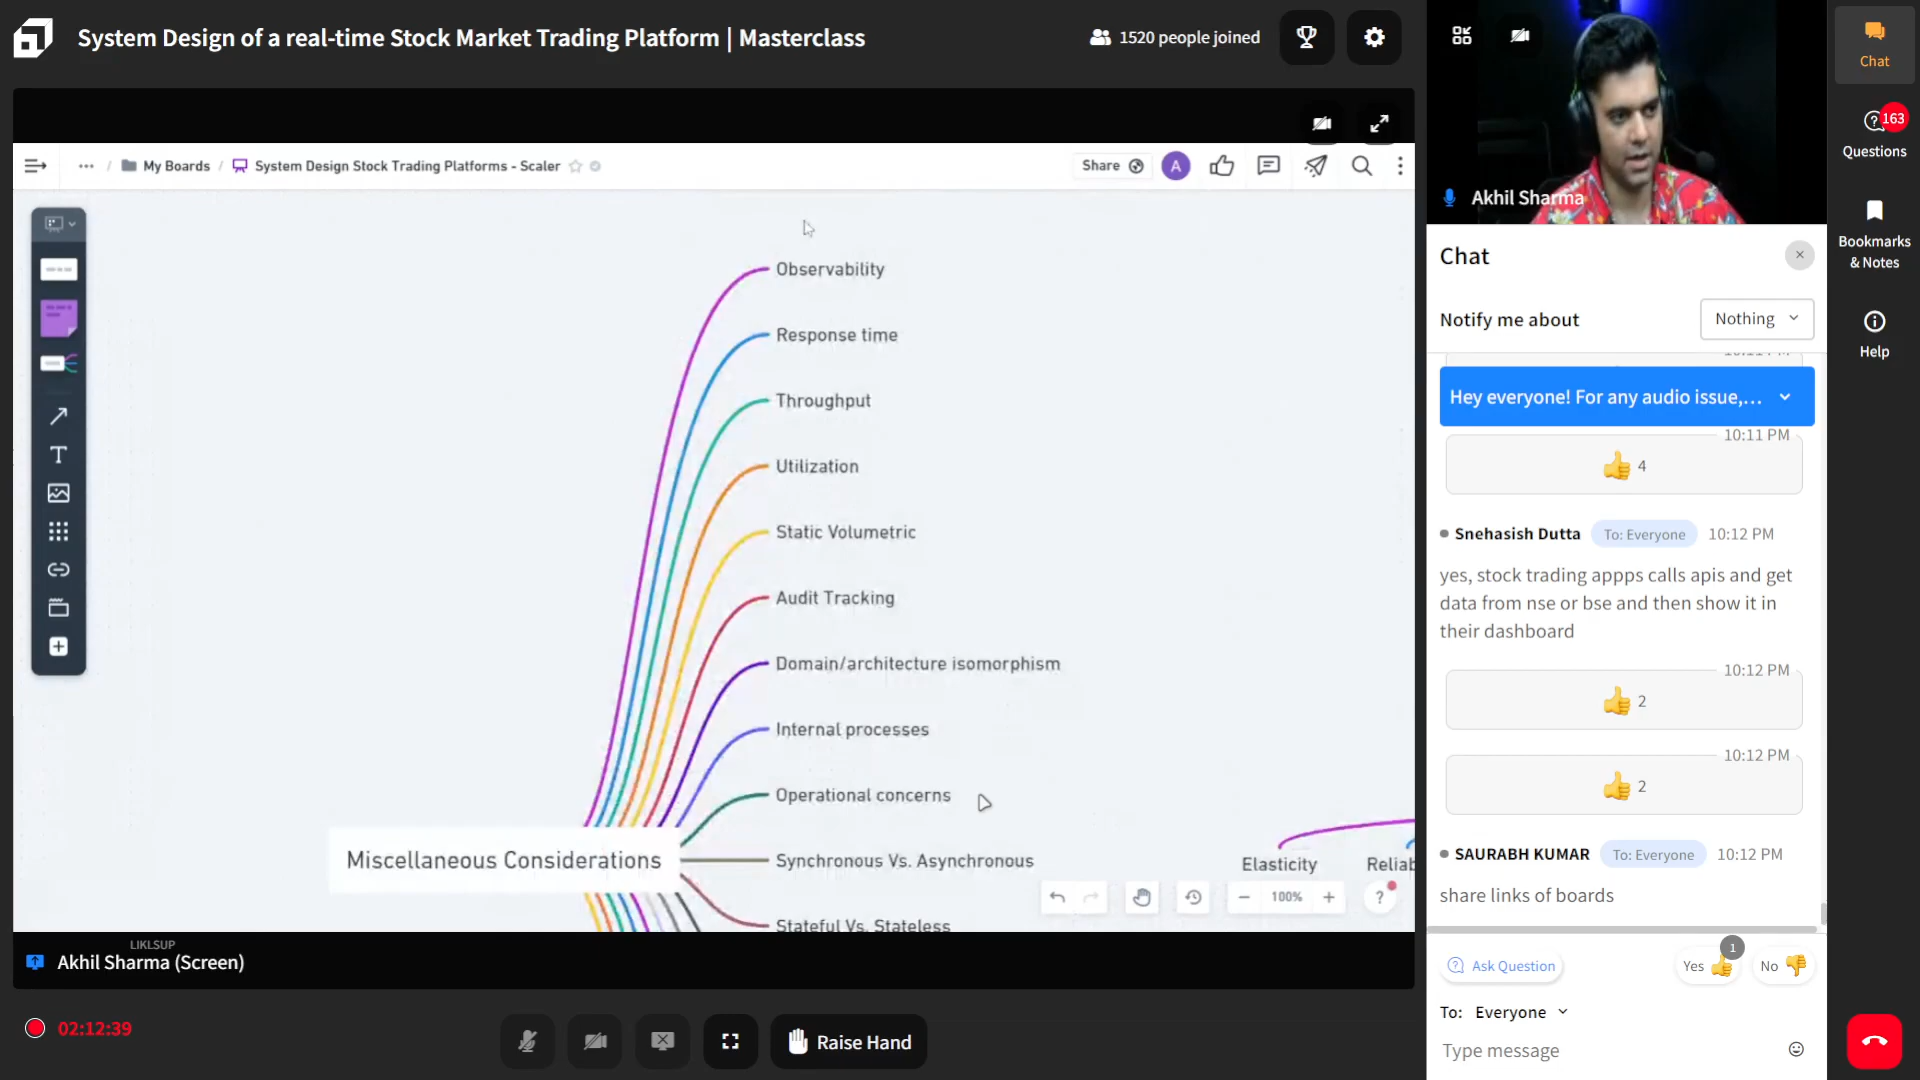 System Design of a real-time Stock Market Trading Platform | Masterclass
1520 people joined
... / My Boards / System Design Stock Trading Platforms - Scaler
Share
A
Observability
Response time
Throughput
Utilization
Static Volumetric
Audit Tracking
Domain/architecture isomorphism
Internal processes
Operational concerns
Miscellaneous Considerations
Synchronous Vs. Asynchronous
Stateful Vs. Stateless
Elasticity
Reliab
100%
?
LIKLSUP
Akhil Sharma (Screen)
02:12:39
Raise Hand
Akhil Sharma
Chat
Notify me about
Nothing
Hey everyone! For any audio issue,...
10:11 PM
4
Snehasish Dutta To: Everyone 10:12 PM
yes, stock trading appps calls apis and get
data from nse or bse and then show it in
their dashboard
10:12 PM
2
10:12 PM
2
SAURABH KUMAR To: Everyone 10:12 PM
share links of boards
Ask Question
1
Yes
No
To: Everyone
Type message
Chat
163
Questions
Bookmarks
& Notes
Help